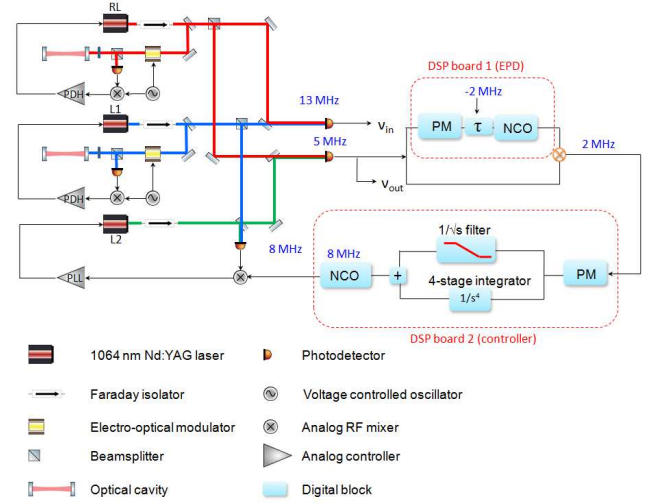 RL
DSP board 1 (EPD)
-2 MHz
13 MHz
PM
τ
NCO
PDH
ν in
2 MHz
L1
5 MHz
ν out
PDH
L2
8 MHz
8 MHz
1/√s filter
PLL
NCO
+
4-stage integrator
PM
1/s⁴
DSP board 2 (controller)
1064 nm Nd:YAG laser
Photodetector
Faraday isolator
Voltage controlled oscillator
Electro-optical modulator
Analog RF mixer
Beamsplitter
Analog controller
Optical cavity
Digital block